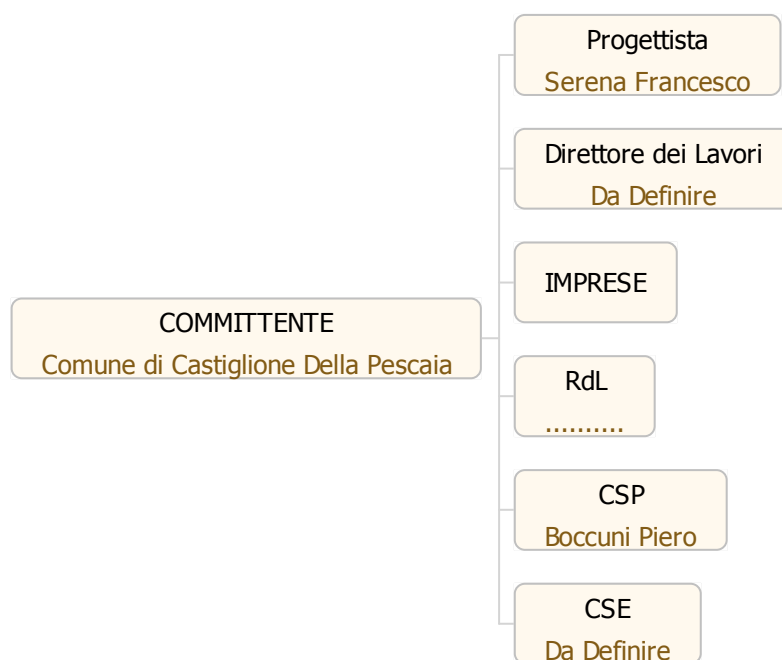 COMMITTENTE
Comune di Castiglione Della Pescaia
Progettista
Serena Francesco
Direttore dei Lavori
Da Definire
IMPRESE
RdL
..........
CSP
Boccuni Piero
CSE
Da Definire